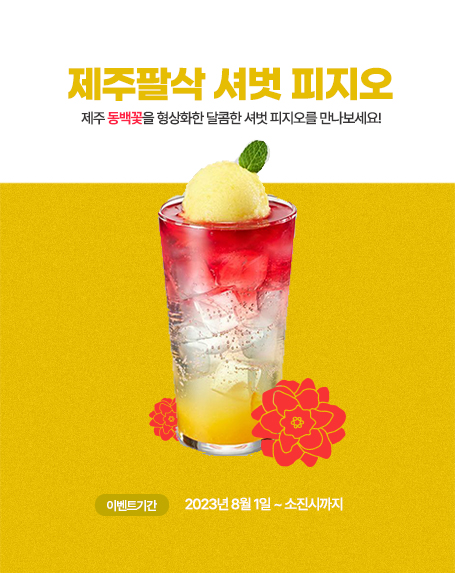 제주팔삭 셔벗 피지오
제주 동백꽃을 형상화한 달콤한 셔벗 피지오를 만나보세요!
이벤트기간 2023년 8월 1일 ~ 소진시까지